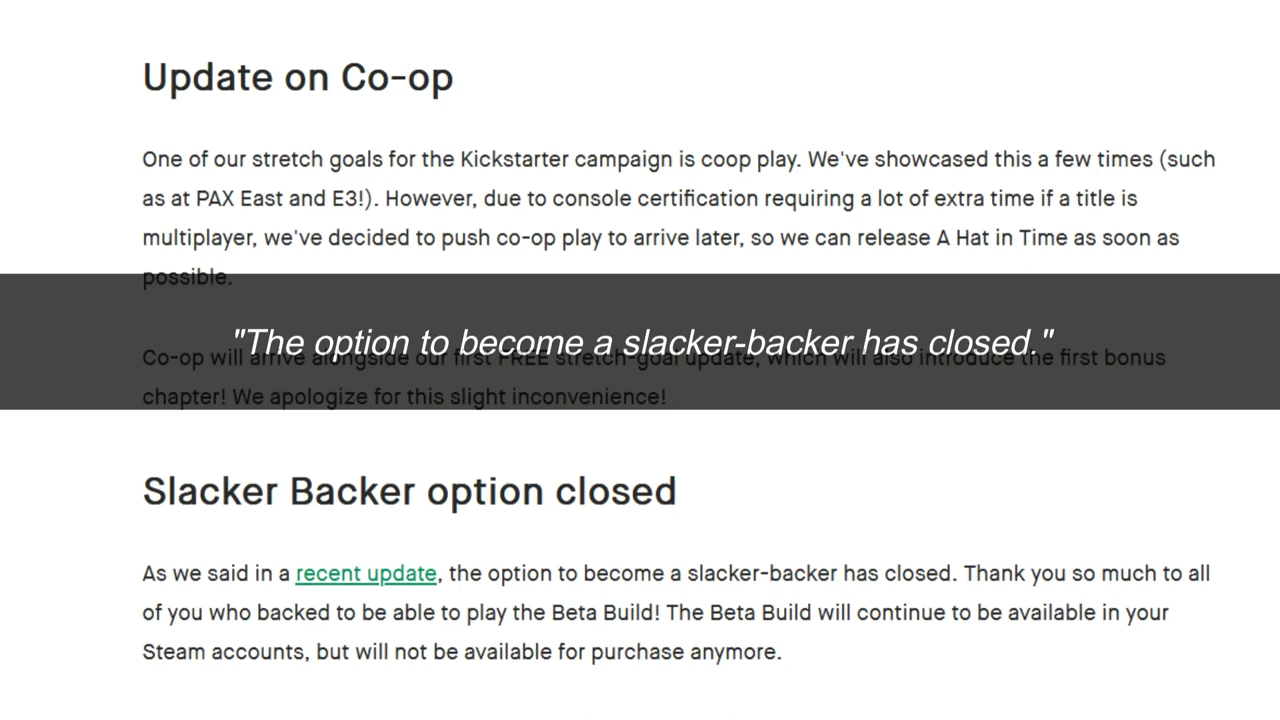 Update on Co-op
One of our stretch goals for the Kickstarter campaign is coop play. We've showcased this a few times (such
as at PAX East and E3!). However, due to console certification requiring a lot of extra time if a title is
multiplayer, we've decided to push co-op play to arrive later, so we can release A Hat in Time as soon as
possible.
"The option to become a slacker-backer has closed."
Co-op will arrive alongside our first FREE stretch-goal update, which will also introduce the first bonus
chapter! We apologize for this slight inconvenience!
Slacker Backer option closed
As we said in a recent update, the option to become a slacker-backer has closed. Thank you so much to all
of you who backed to be able to play the Beta Build! The Beta Build will continue to be available in your
Steam accounts, but will not be available for purchase anymore.